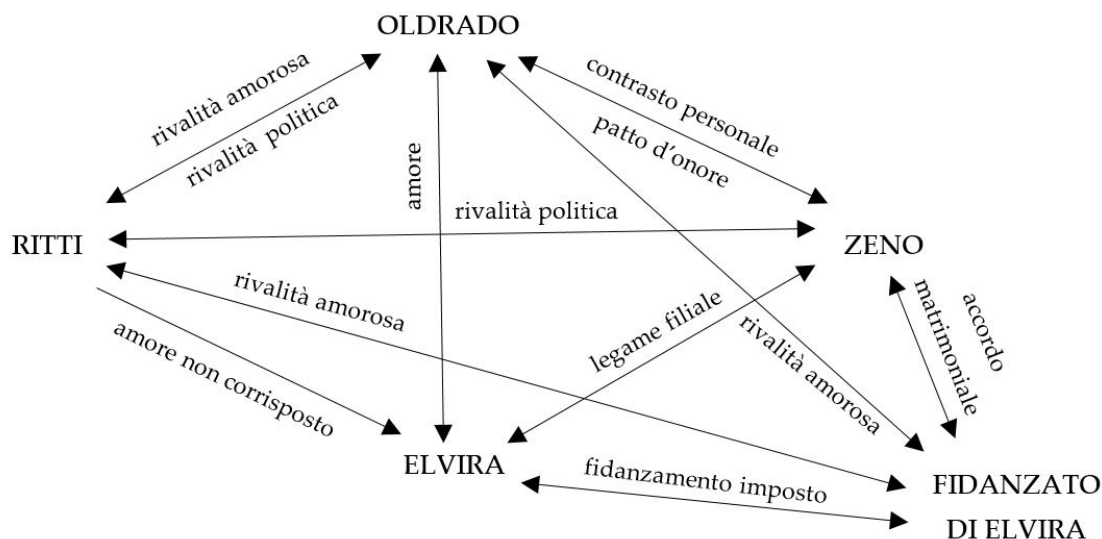 OLDRADO
rivalità amorosa
rivalità politica
contrasto personale
patto d'onore
amore
rivalità politica
RITTI
ZENO
rivalità amorosa
legame filiale
rivalità amorosa
accordo
matrimoniale
amore non corrisposto
ELVIRA
fidanzamento imposto
FIDANZATO
DI ELVIRA